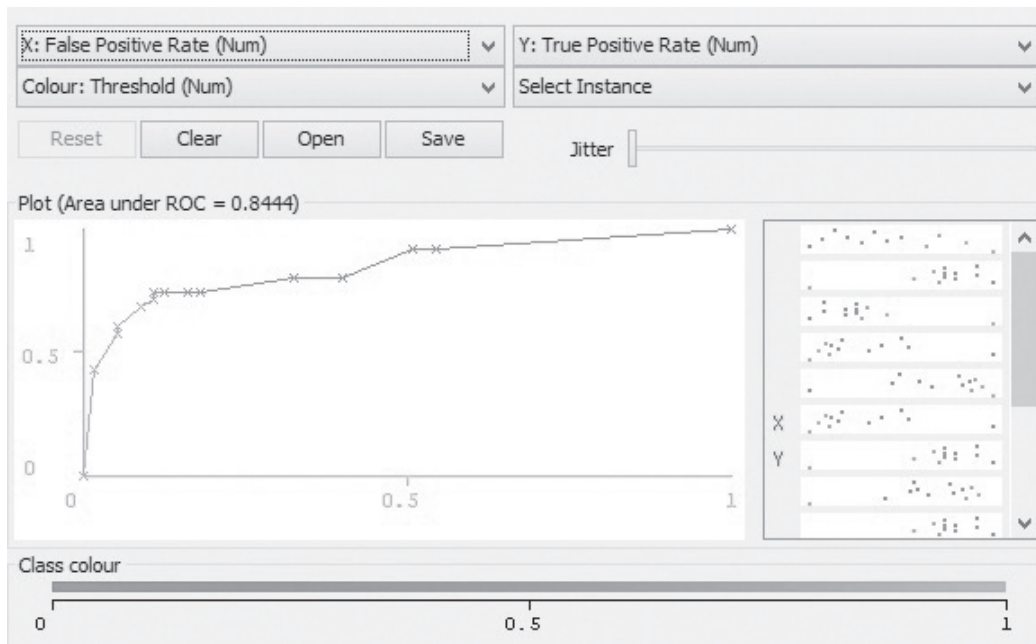 X: False Positive Rate (Num)
Y: True Positive Rate (Num)
Colour: Threshold (Num)
Select Instance
Reset
Clear
Open
Save
Jitter
Plot (Area under ROC = 0.8444)
1
0.5
0
0
0.5
1
X
Y
Class colour
0
0.5
1